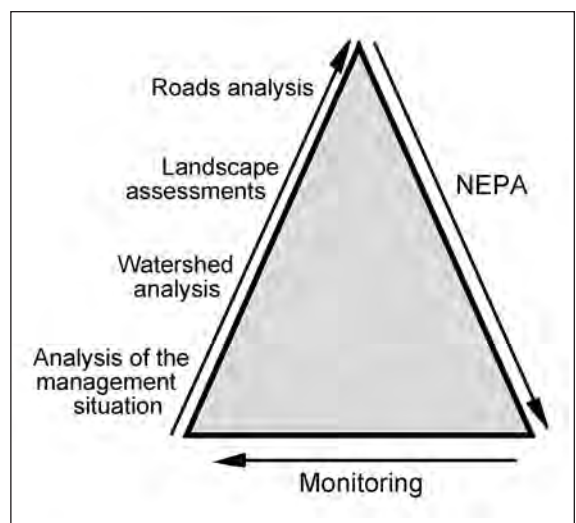 Roads analysis
Landscape
assessments
NEPA
Watershed
analysis
Analysis of the
management
situation
Monitoring